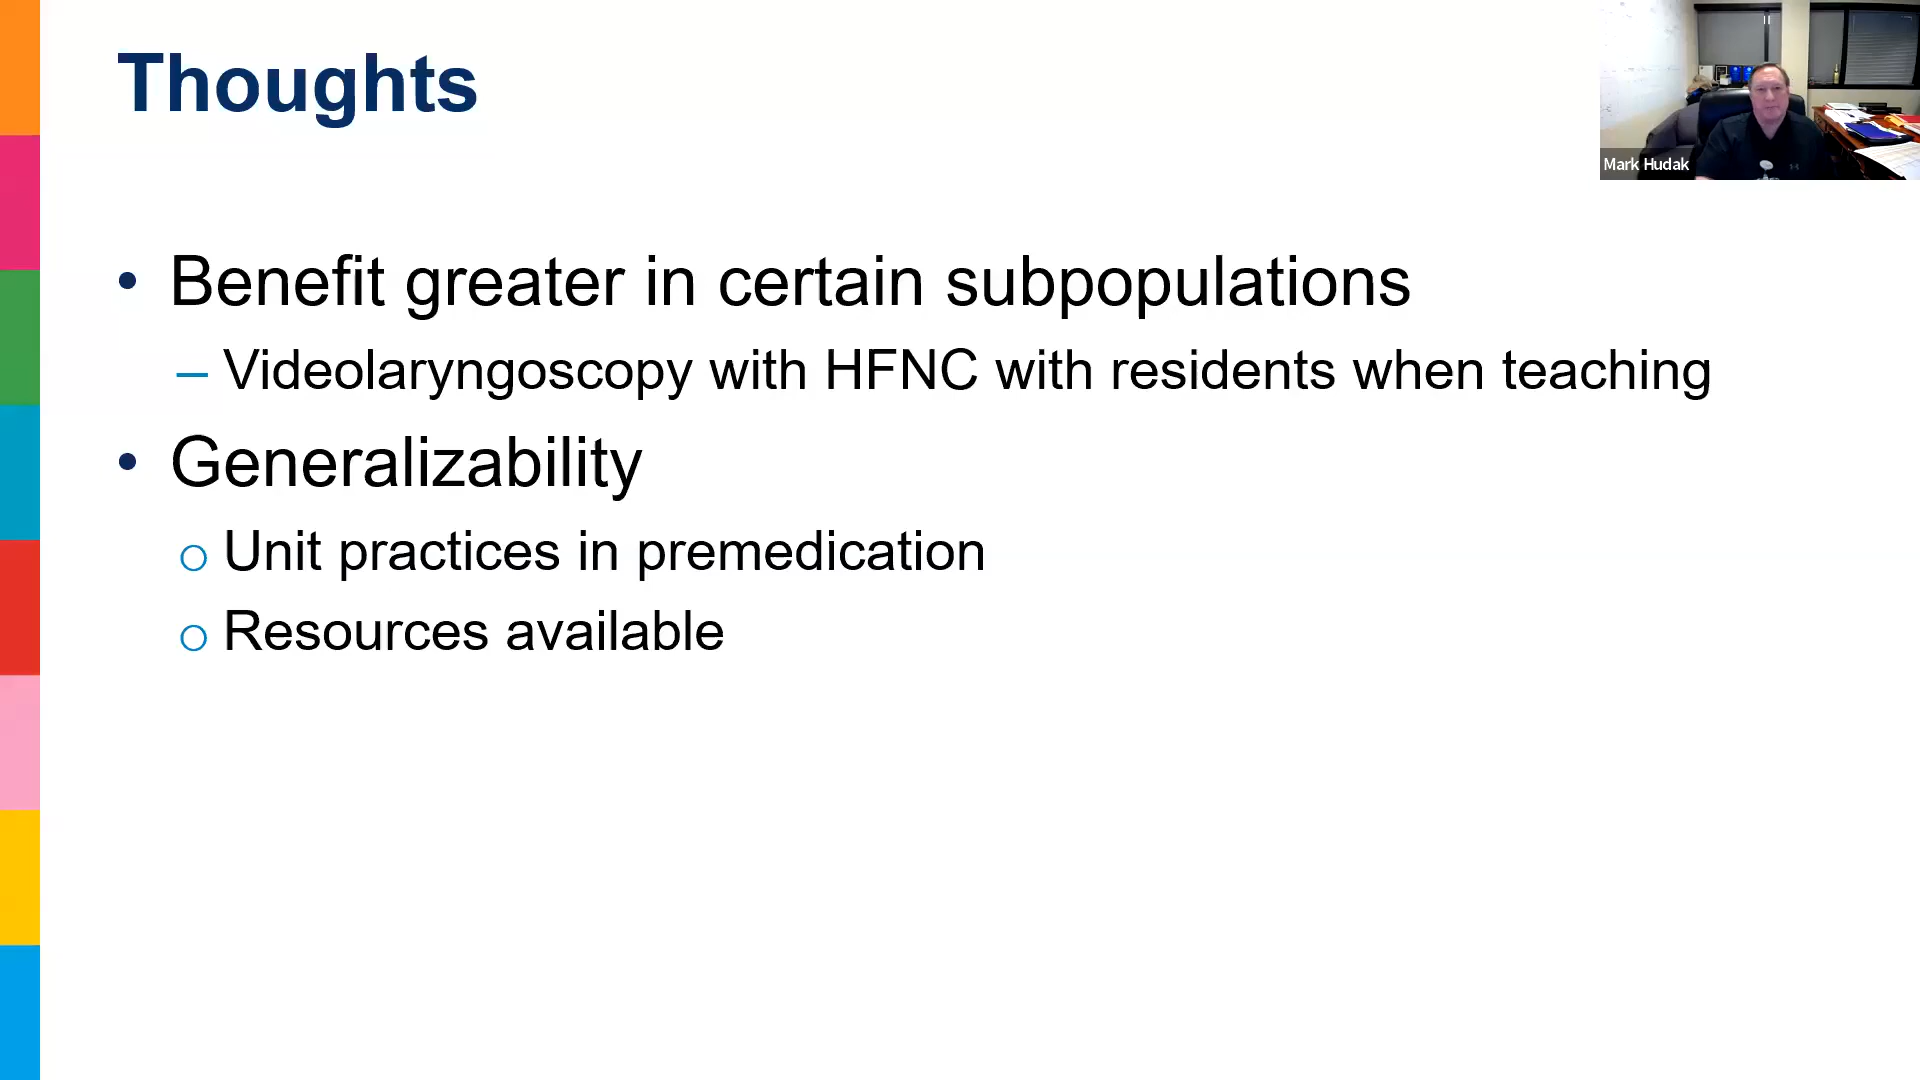 Thoughts
Mark Hudak
• Benefit greater in certain subpopulations
– Videolaryngoscopy with HFNC with residents when teaching
• Generalizability
o Unit practices in premedication
o Resources available